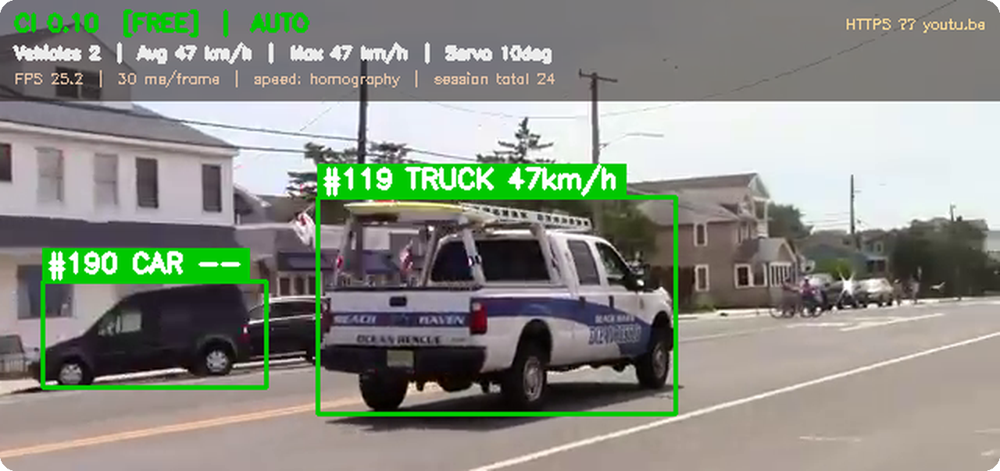 CI 0.10 [FREE] | AUTO
HTTPS ?? youtu.be
Vehicles 2 | Avg 47 km/h | Max 47 km/h | Servo 10deg
FPS 25.2 | 30 ms/frame | speed: homography | session total 24
#119 TRUCK 47km/h
#190 CAR --
BEACH HAVEN
OCEAN RESCUE
BEACH HAVEN